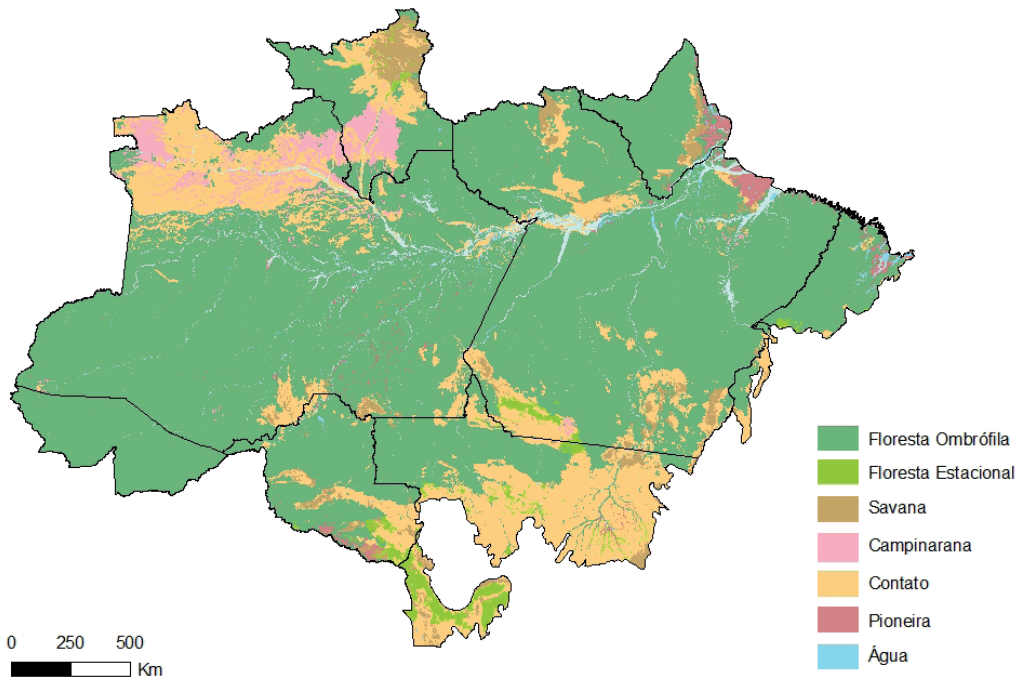 Floresta Ombrófila
Floresta Estacional
Savana
Campinarana
Contato
Pioneira
Água
0 250 500
Km